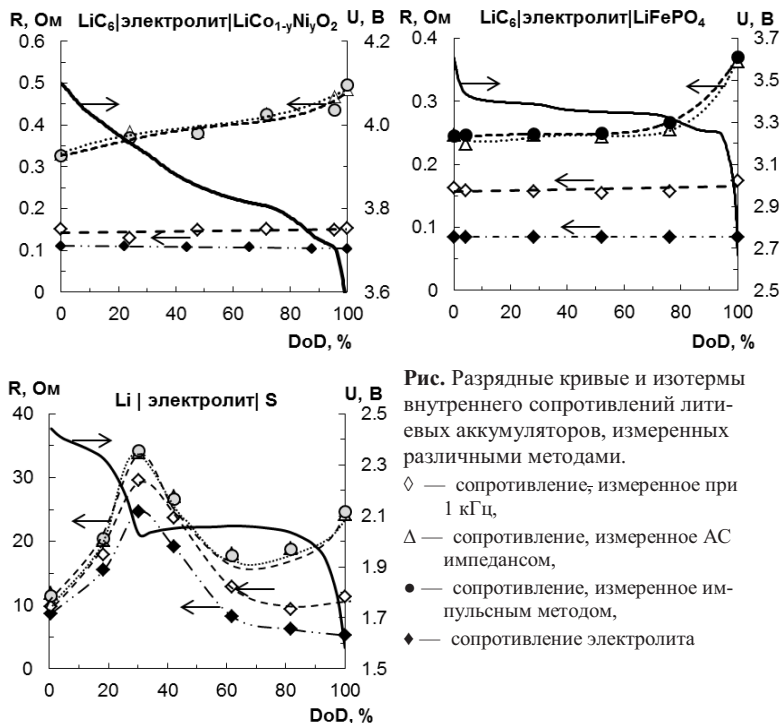 R, Ом
LiC6|электролит|LiCo1-yNiyO2
U, В
0.6
0.5
0.4
0.3
0.2
0.1
0
4.2
4.0
3.8
3.6
0 20 40 60 80 100
DoD, %
R, Ом
LiC6|электролит|LiFePO4
U, В
0.4
0.3
0.2
0.1
0
3.7
3.5
3.3
3.1
2.9
2.7
2.5
0 20 40 60 80 100
DoD, %
R, Ом
Li | электролит| S
U, В
40
35
30
25
20
15
10
5
0
2.5
2.3
2.1
1.9
1.7
1.5
0 20 40 60 80 100
DoD, %
Рис. Разрядные кривые и изотермы
внутреннего сопротивлений лити-
евых аккумуляторов, измеренных
различными методами.
◊ — сопротивление, измеренное при
1 кГц,
Δ — сопротивление, измеренное АС
импедансом,
● — сопротивление, измеренное им-
пульсным методом,
♦ — сопротивление электролита